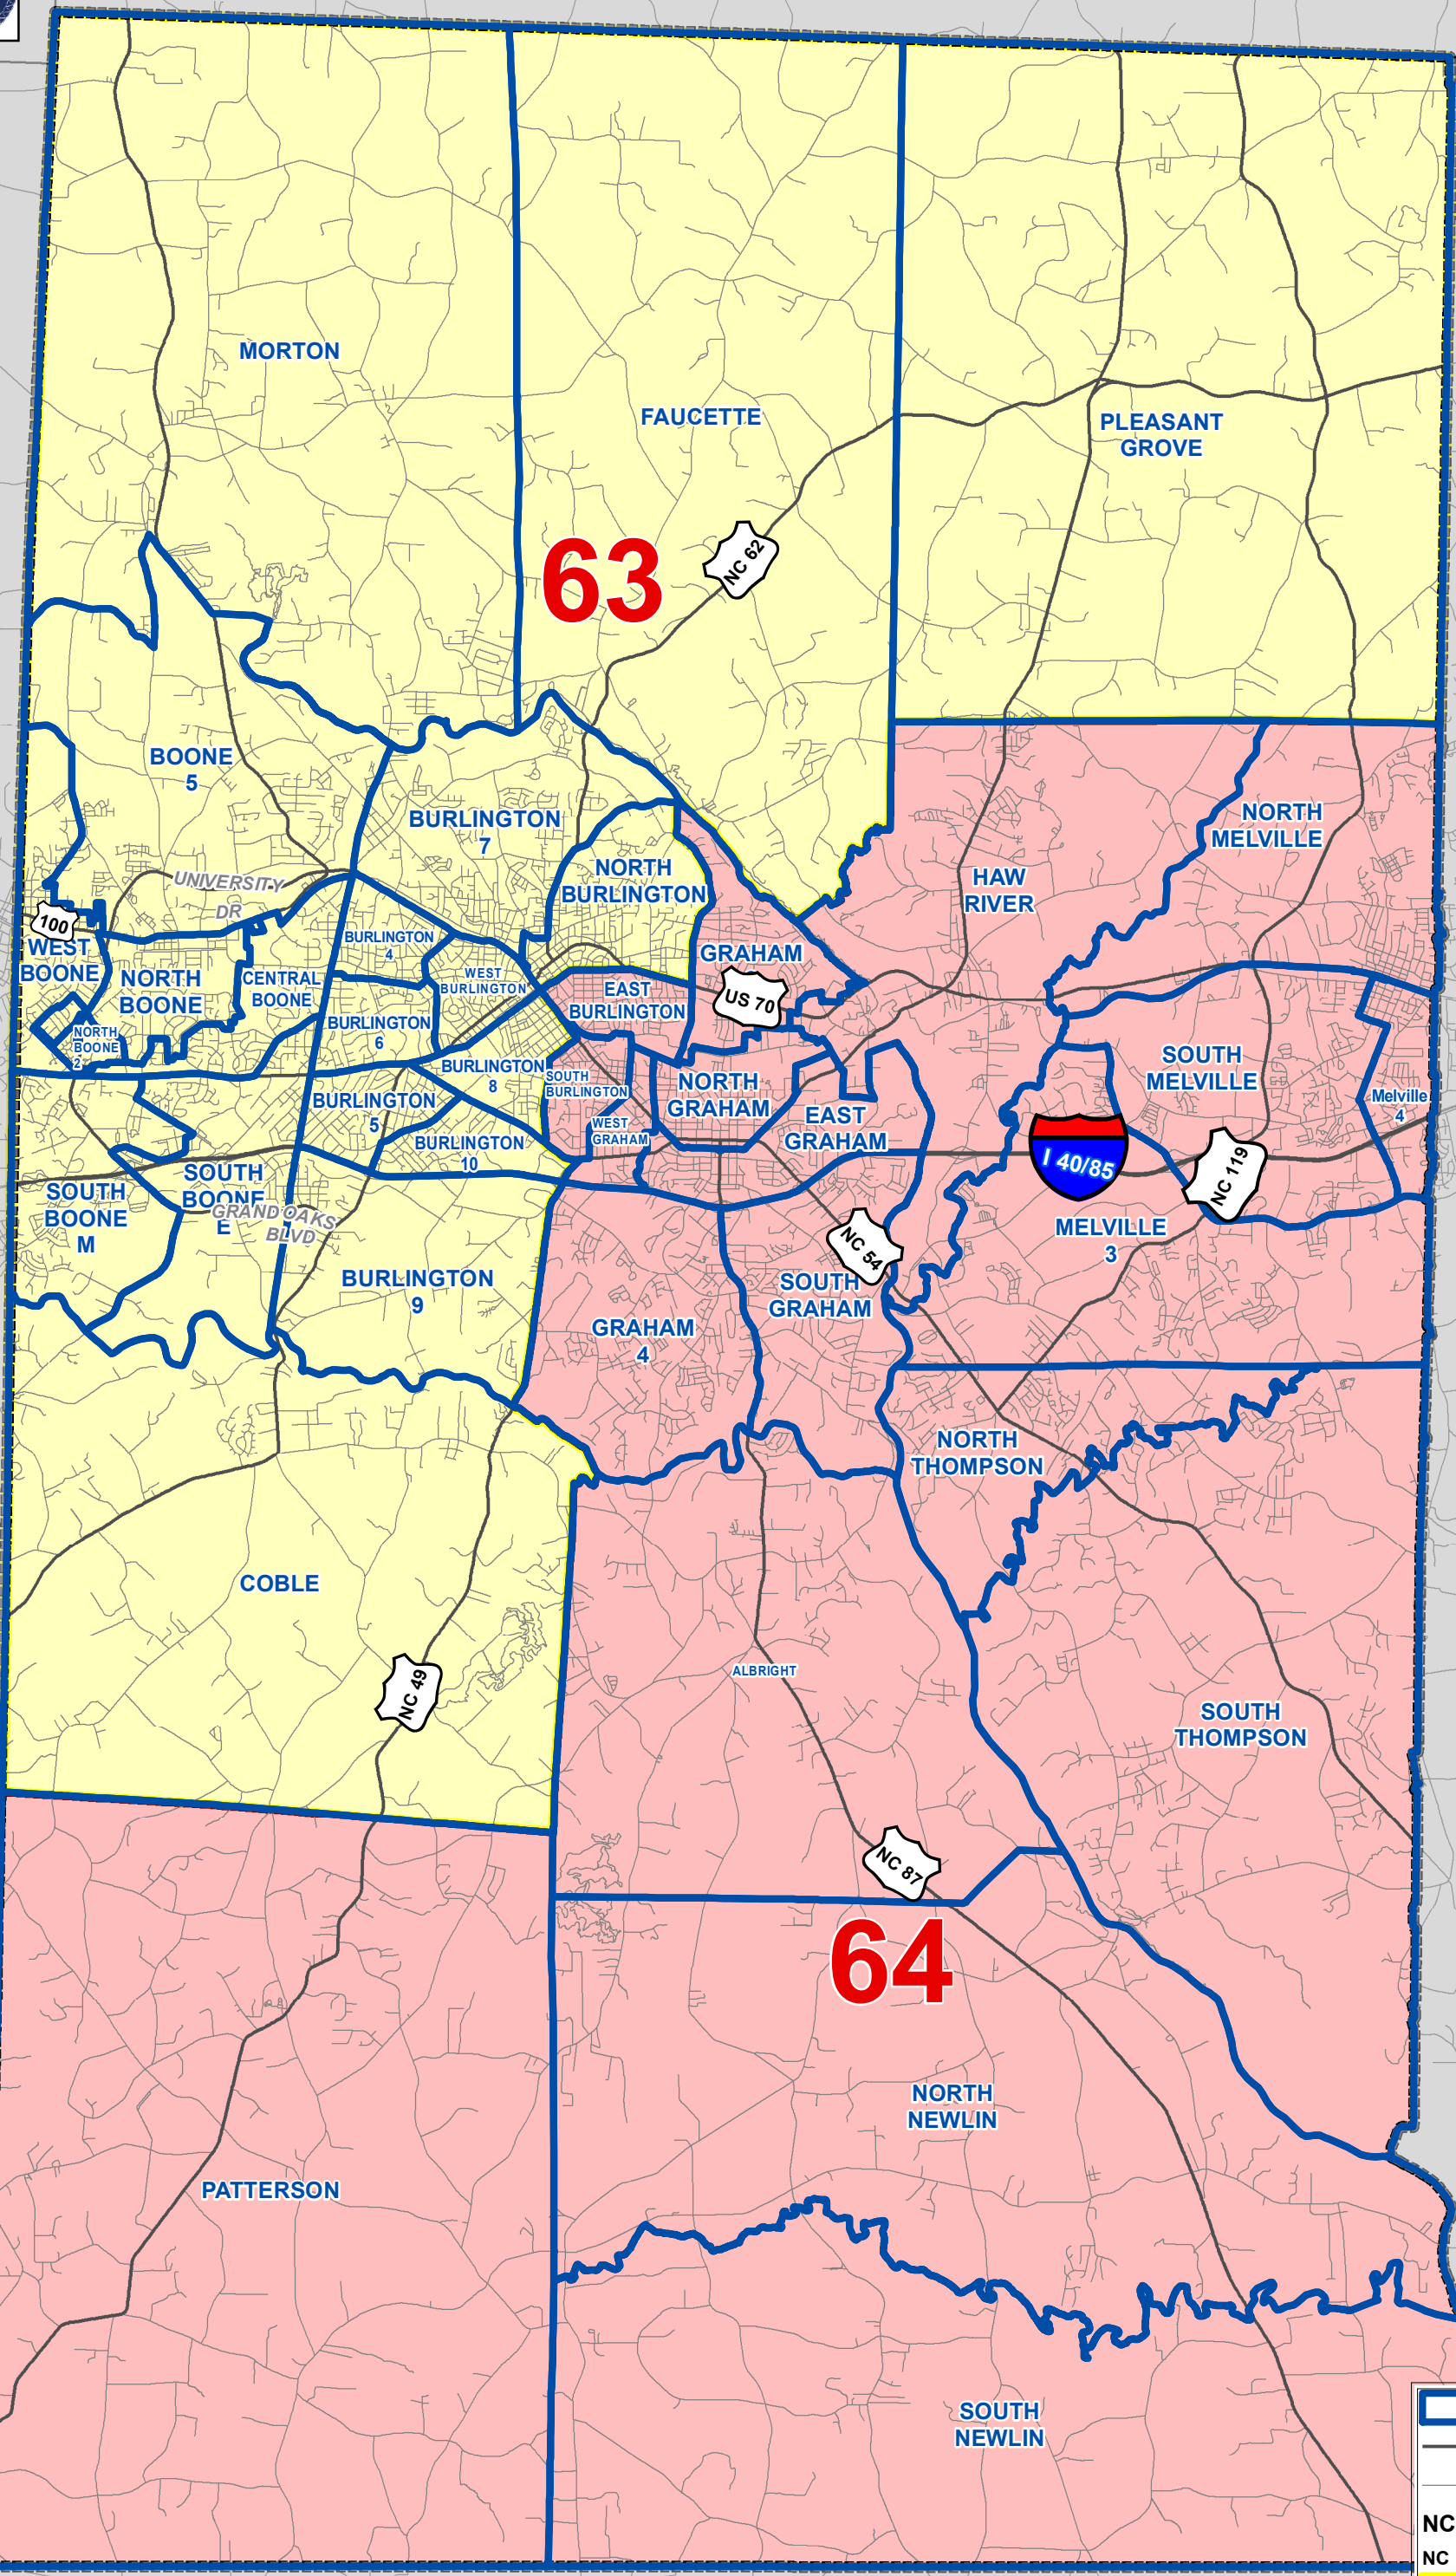 MORTON
FAUCETTE
PLEASANT
GROVE
63
NC 62
BOONE
5
BURLINGTON
7
NORTH
MELVILLE
NORTH
BURLINGTON
HAW
RIVER
UNIVERSITY
DR
100
WEST
BOONE
NORTH
BOONE
CENTRAL
BOONE
BURLINGTON
4
WEST
BURLINGTON
GRAHAM
US 70
EAST
BURLINGTON
NORTH
BOONE
2
BURLINGTON
6
BURLINGTON
8
SOUTH
BURLINGTON
NORTH
GRAHAM
SOUTH
MELVILLE
Melville
4
BURLINGTON
5
BURLINGTON
10
WEST
GRAHAM
EAST
GRAHAM
I 40/85
NC 119
SOUTH
BOONE
M
SOUTH
BOONE
E
GRAND OAKS
BLVD
NC 54
MELVILLE
3
BURLINGTON
9
SOUTH
GRAHAM
GRAHAM
4
NORTH
THOMPSON
COBLE
NC 49
ALBRIGHT
SOUTH
THOMPSON
NC 87
64
NORTH
NEWLIN
PATTERSON
SOUTH
NEWLIN
NC
NC